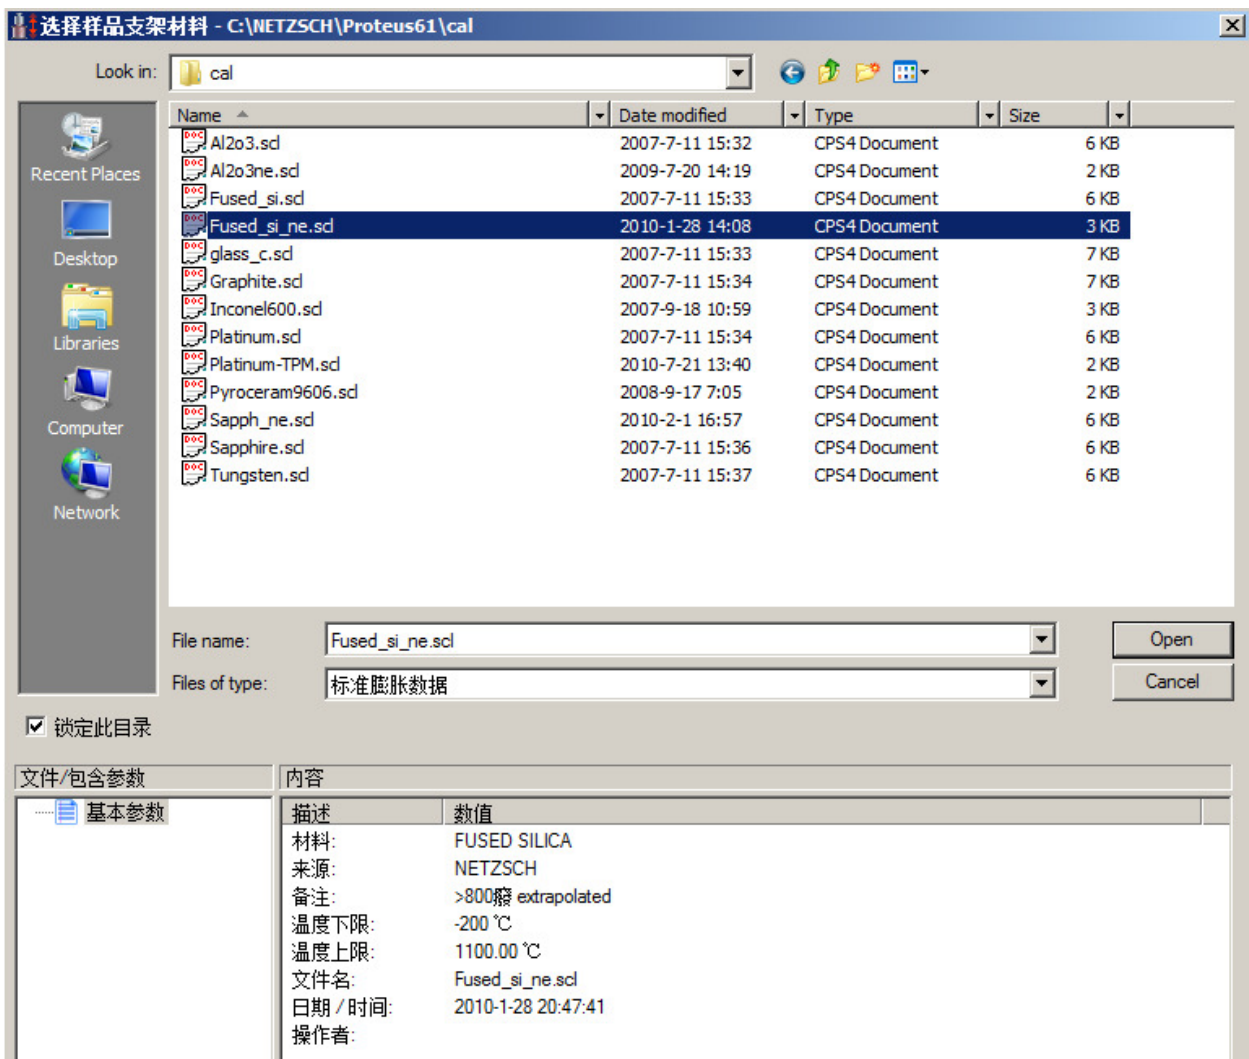 选择样品支架材料 - C:\NETZSCH\Proteus61\cal
Look in: cal
Name Date modified Type Size
Al2o3.scl 2007-7-11 15:32 CPS4 Document 6 KB
Al2o3ne.scl 2009-7-20 14:19 CPS4 Document 2 KB
Fused_si.scl 2007-7-11 15:33 CPS4 Document 6 KB
Fused_si_ne.scl 2010-1-28 14:08 CPS4 Document 3 KB
glass_c.scl 2007-7-11 15:33 CPS4 Document 7 KB
Graphite.scl 2007-7-11 15:34 CPS4 Document 7 KB
Inconel600.scl 2007-9-18 10:59 CPS4 Document 3 KB
Platinum.scl 2007-7-11 15:34 CPS4 Document 6 KB
Platinum-TPM.scl 2010-7-21 13:40 CPS4 Document 2 KB
Pyroceram9606.scl 2008-9-17 7:05 CPS4 Document 2 KB
Sapph_ne.scl 2010-2-1 16:57 CPS4 Document 6 KB
Sapphire.scl 2007-7-11 15:36 CPS4 Document 6 KB
Tungsten.scl 2007-7-11 15:37 CPS4 Document 6 KB
Recent Places
Desktop
Libraries
Computer
Network
File name: Fused_si_ne.scl Open
Files of type: 标准膨胀数据 Cancel
锁定此目录
文件/包含参数 内容
基本参数
描述 数值
材料: FUSED SILICA
来源: NETZSCH
备注: >800癈 extrapolated
温度下限: -200 ℃
温度上限: 1100.00 ℃
文件名: Fused_si_ne.scl
日期 / 时间: 2010-1-28 20:47:41
操作者: